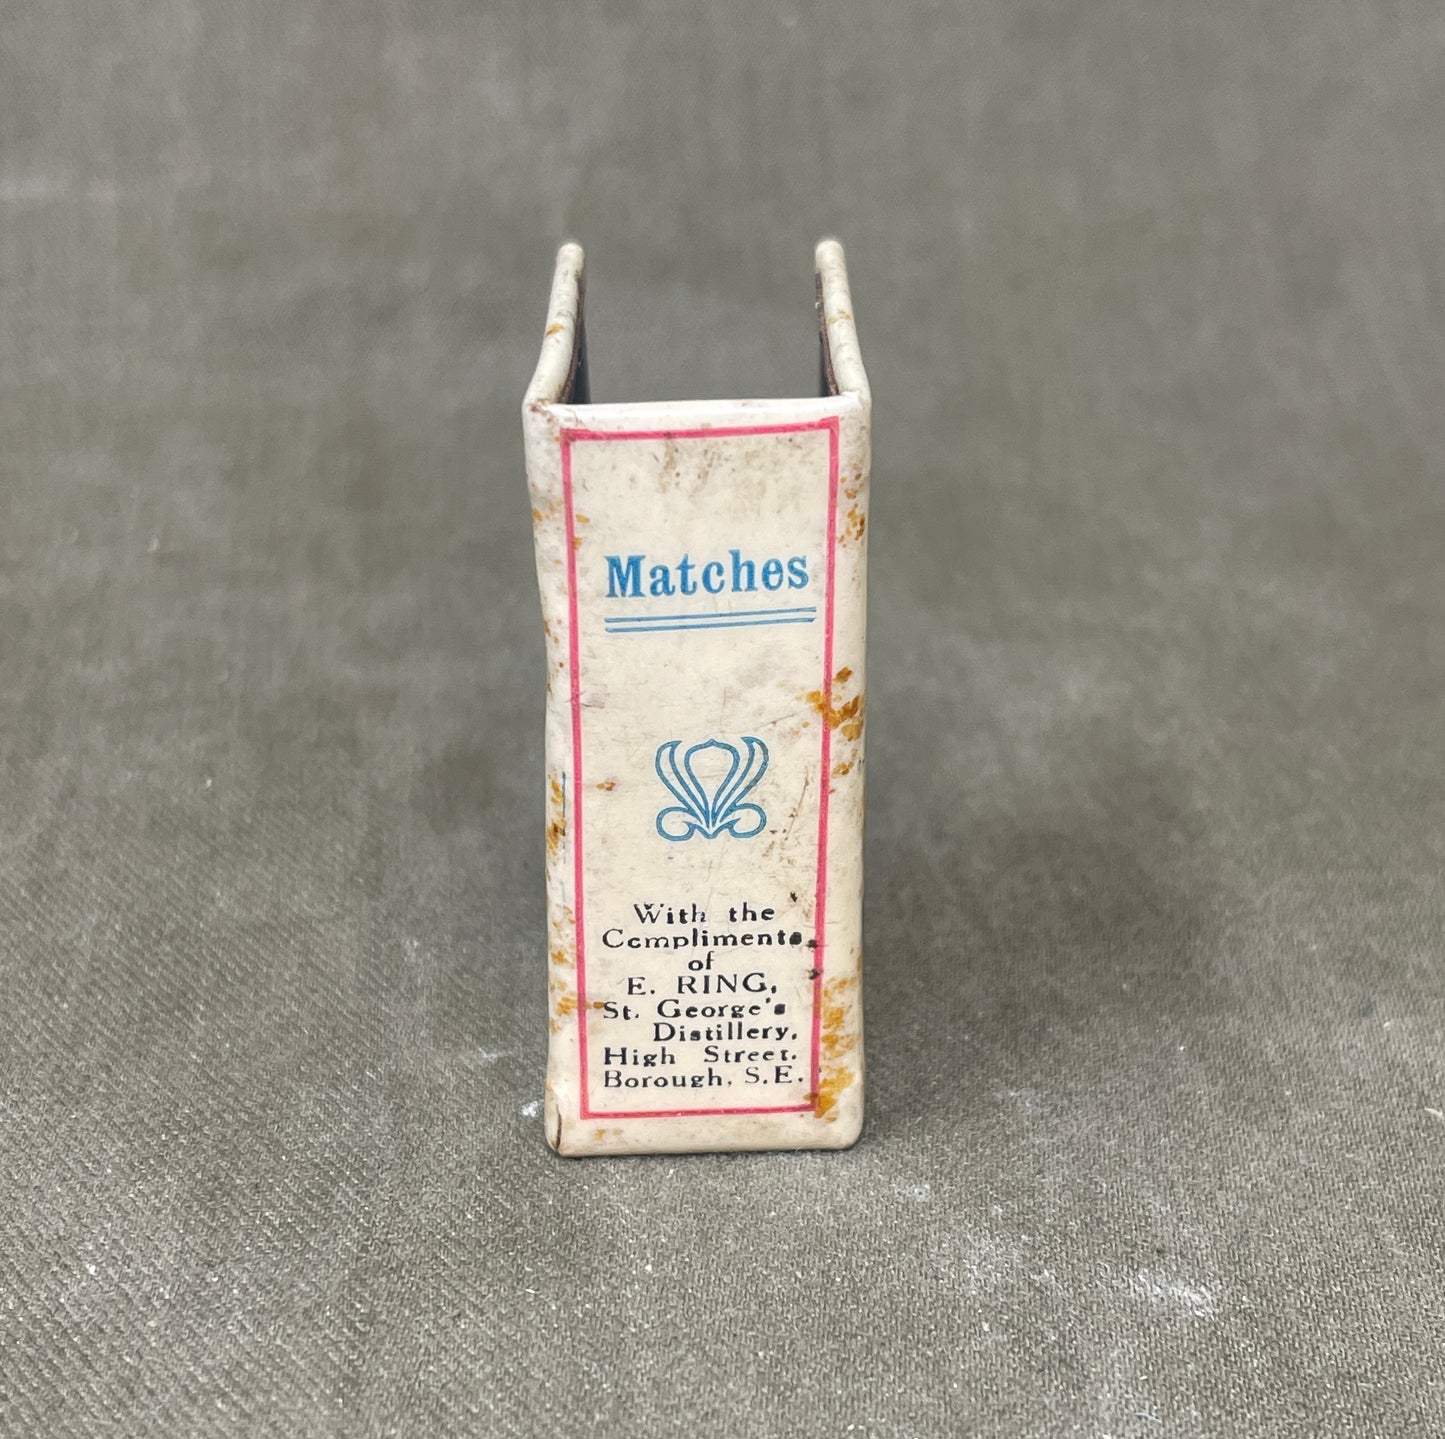 Matches
With the
Compliments
of
E. RING,
St. George's
Distillery,
High Street,
Borough, S.E.